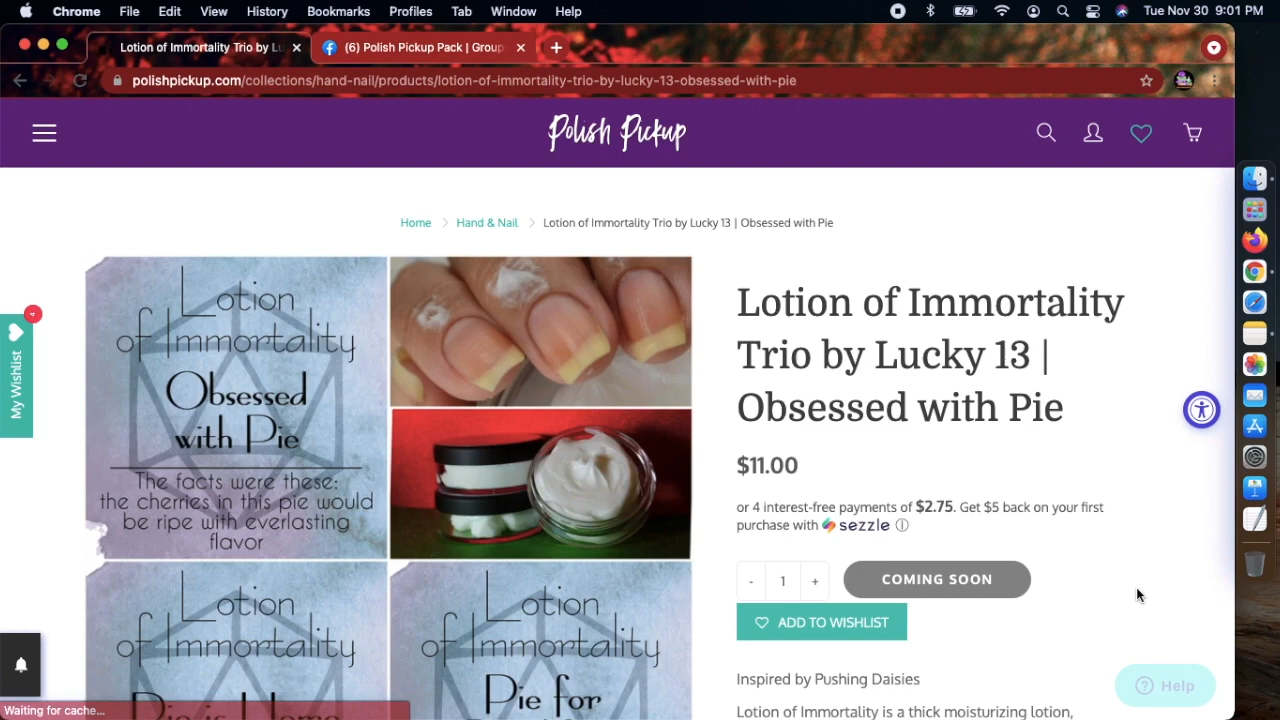 Chrome File Edit View History Bookmarks Profiles Tab Window Help Tue Nov 30 9:01 PM
Lotion of Immortality Trio by Lu (6) Polish Pickup Pack | Group
polishpickup.com/collections/hand-nail/products/lotion-of-immortality-trio-by-lucky-13-obsessed-with-pie
Polish Pickup
Home > Hand & Nail > Lotion of Immortality Trio by Lucky 13 | Obsessed with Pie
4
My Wishlist
Lotion
of Immortality
Obsessed
with Pie
The facts were these:
the cherries in this pie would
be ripe with everlasting
flavor
Lotion
of Immortality
Pie is Home
Lotion
of Immortality
Pie for
Lotion of Immortality
Trio by Lucky 13 |
Obsessed with Pie
$11.00
or 4 interest-free payments of $2.75. Get $5 back on your first
purchase with sezzle ⓘ
- 1 +
COMING SOON
ADD TO WISHLIST
Inspired by Pushing Daisies
Lotion of Immortality is a thick moisturizing lotion,
Help
Waiting for cache...